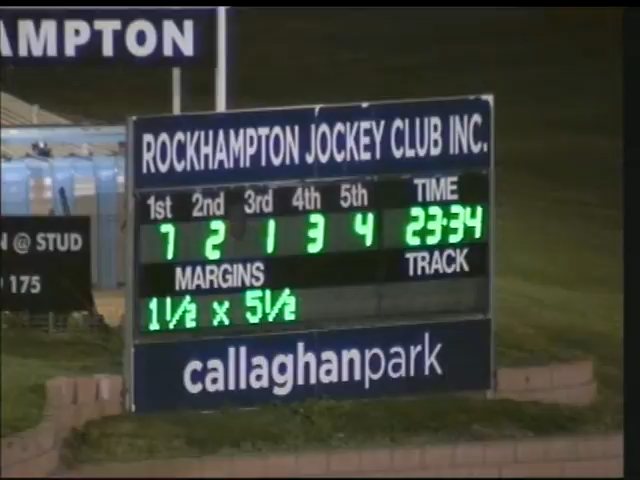 AMPTON
ROCKHAMPTON JOCKEY CLUB INC.
1st 2nd 3rd 4th 5th TIME
7 2 1 3 4 23:34
MARGINS TRACK
1½ x 5½
callaghanpark
N @ STUD
175